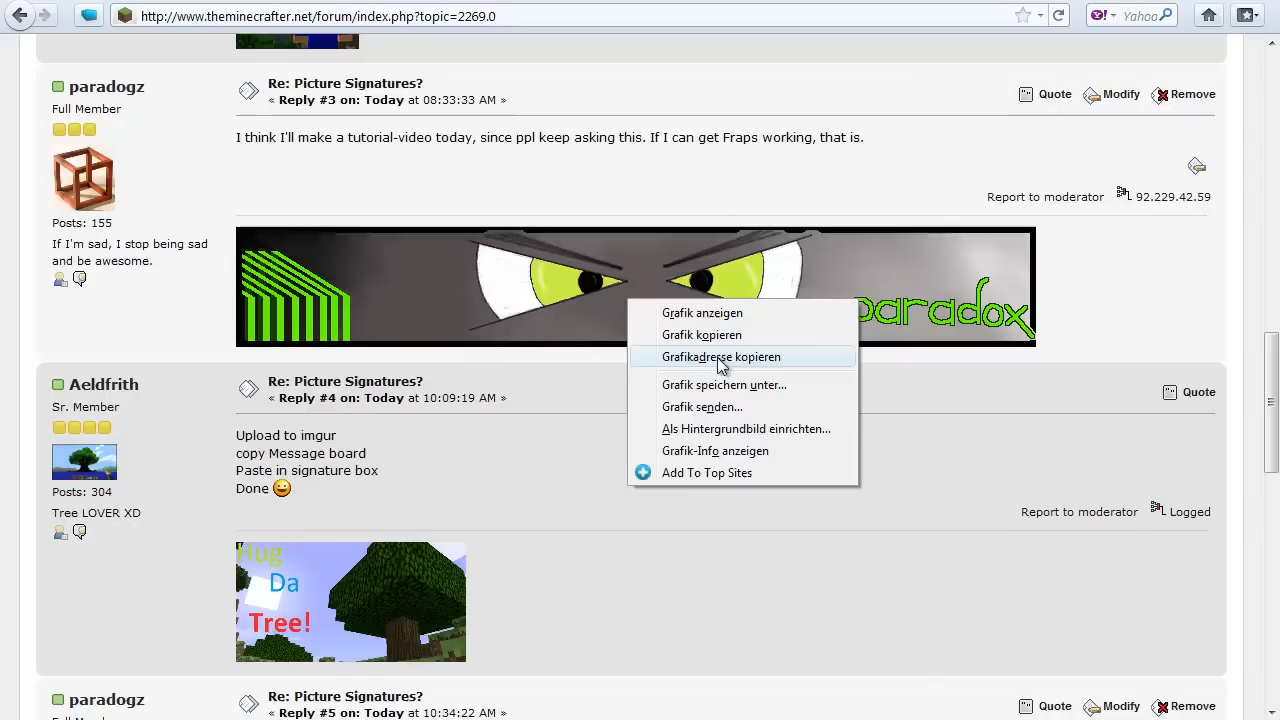 http://www.theminecrafter.net/forum/index.php?topic=2269.0
Yahoo
paradogz
Full Member
Posts: 155
If I'm sad, I stop being sad
and be awesome.
Re: Picture Signatures?
« Reply #3 on: Today at 08:33:33 AM »
Quote Modify Remove
I think I'll make a tutorial-video today, since ppl keep asking this. If I can get Fraps working, that is.
Report to moderator 92.229.42.59
paradox
Grafik anzeigen
Grafik kopieren
Grafikadresse kopieren
Grafik speichern unter...
Grafik senden...
Als Hintergrundbild einrichten...
Grafik-Info anzeigen
Add To Top Sites
Aeldfrith
Sr. Member
Posts: 304
Tree LOVER XD
Re: Picture Signatures?
« Reply #4 on: Today at 10:09:19 AM »
Quote
Upload to imgur
copy Message board
Paste in signature box
Done
Report to moderator Logged
Hug
Da
Tree!
paradogz
Re: Picture Signatures?
« Reply #5 on: Today at 10:34:22 AM »
Quote Modify Remove